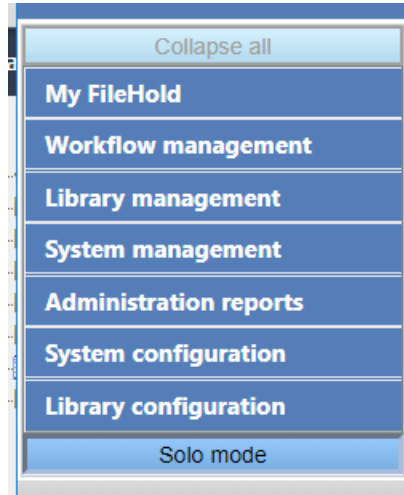 Collapse all
My FileHold
Workflow management
Library management
System management
Administration reports
System configuration
Library configuration
Solo mode